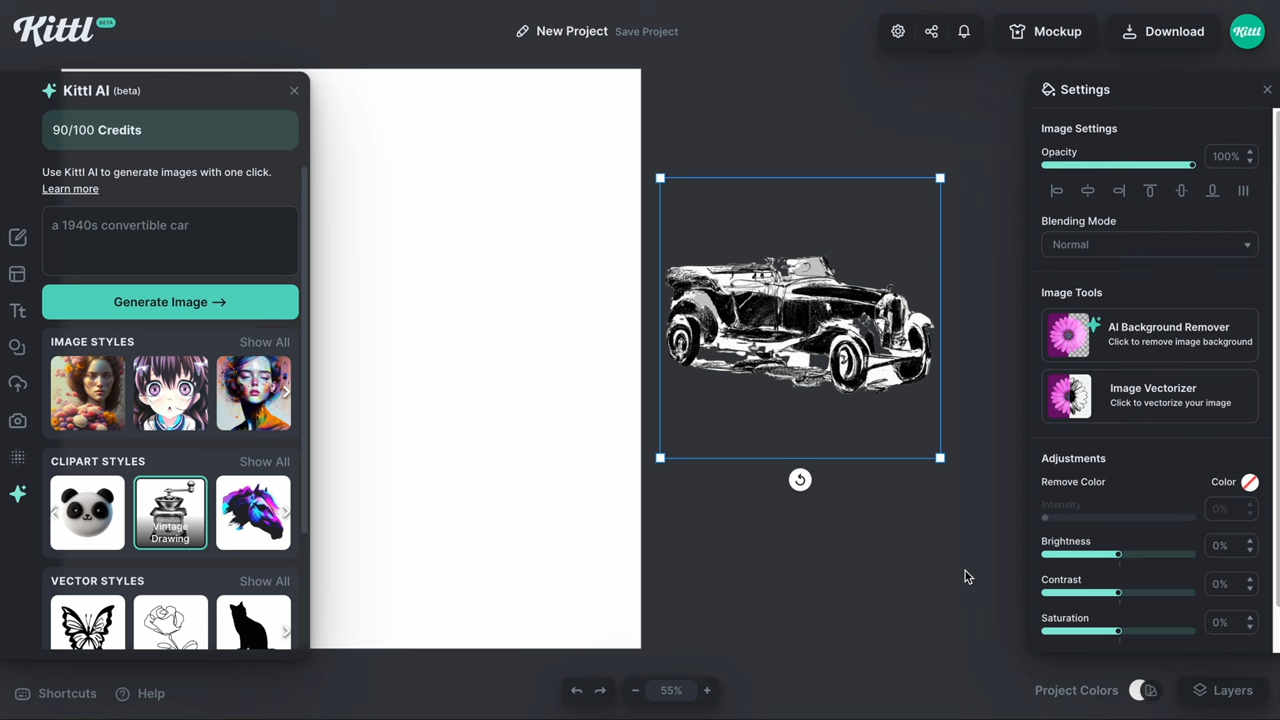 Kittl BETA
New Project Save Project
Mockup
Download
Kittl
Kittl AI (beta)
90/100 Credits
Use Kittl AI to generate images with one click.
Learn more
a 1940s convertible car
Generate Image →
IMAGE STYLES Show All
CLIPART STYLES Show All
Vintage
Drawing
VECTOR STYLES Show All
Shortcuts
Help
55%
Settings
Image Settings
Opacity
100%
Blending Mode
Normal
Image Tools
AI Background Remover
Click to remove image background
Image Vectorizer
Click to vectorize your image
Adjustments
Remove Color Color
Intensity
0%
Brightness
0%
Contrast
0%
Saturation
0%
Project Colors
Layers
Tt